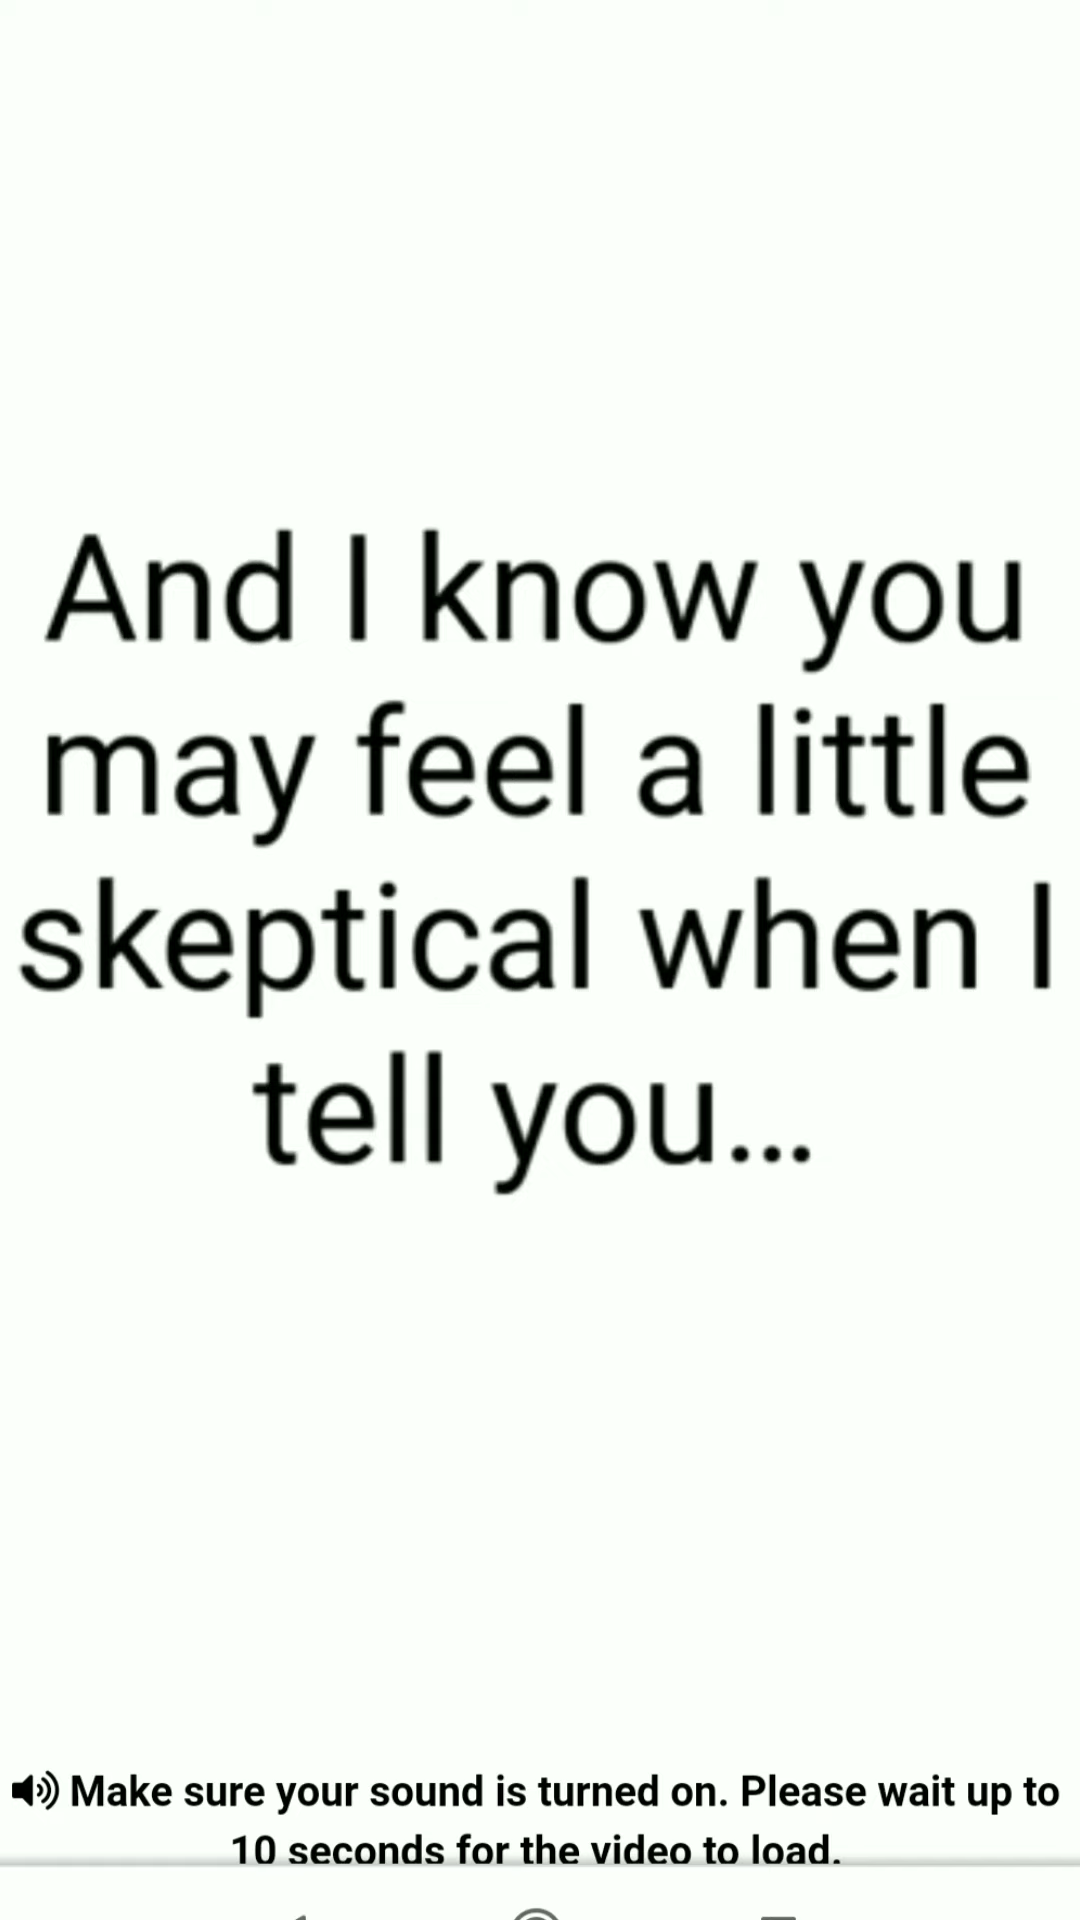 And I know you
may feel a little
skeptical when I
tell you...
Make sure your sound is turned on. Please wait up to
10 seconds for the video to load.